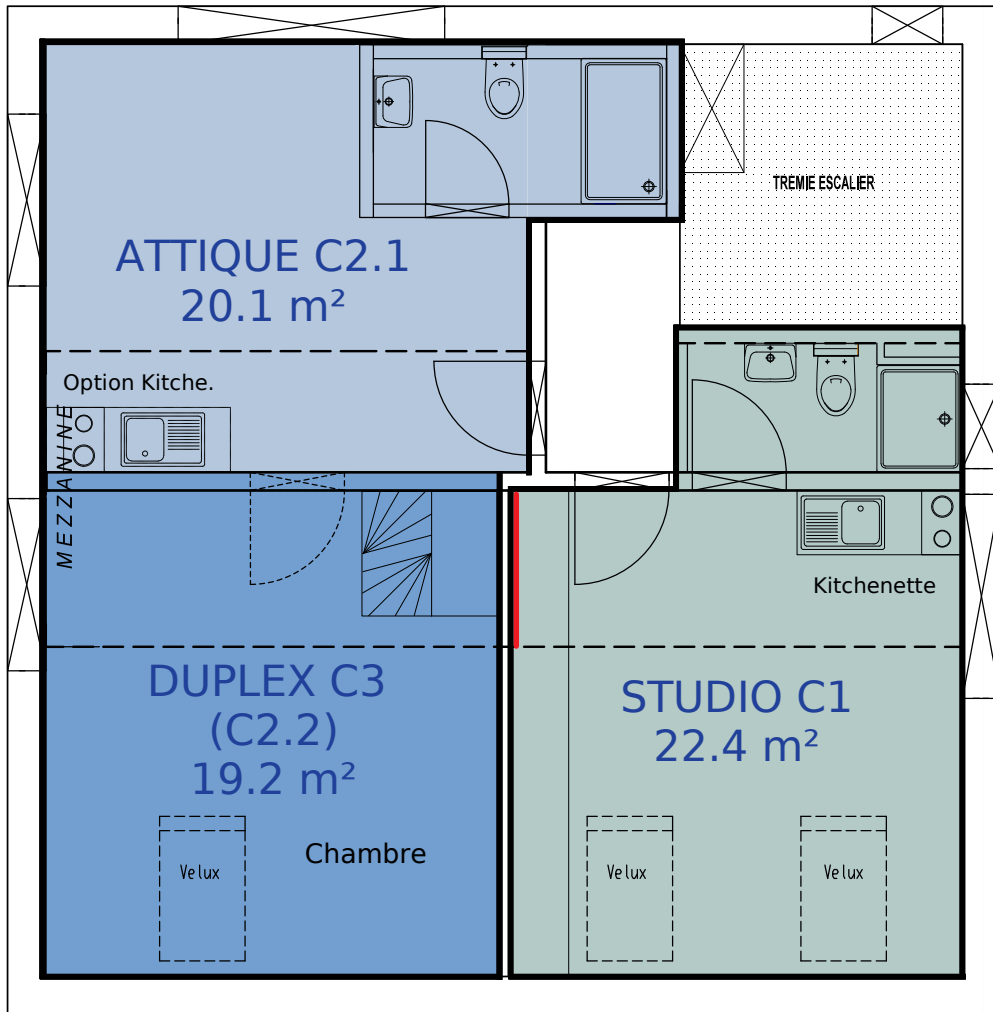 TREMIE ESCALIER
ATTIQUE C2.1
20.1 m²
Option Kitche.
MEZZANINE
Kitchenette
DUPLEX C3
(C2.2)
19.2 m²
STUDIO C1
22.4 m²
Chambre
Velux
Velux
Velux